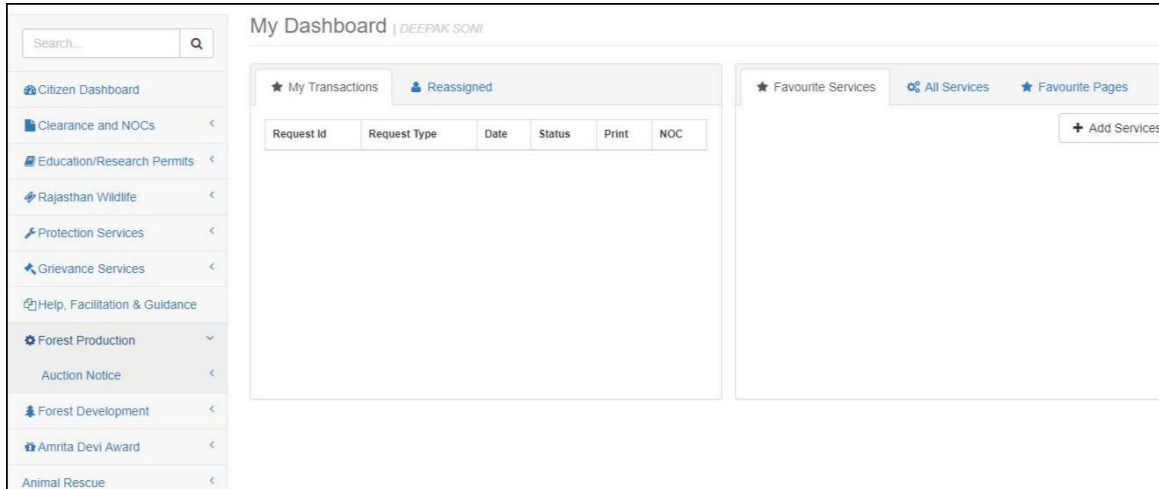 My Dashboard | DEEPAK SONI
Search...
Citizen Dashboard
Clearance and NOCs
Education/Research Permits
Rajasthan Wildlife
Protection Services
Grievance Services
Help, Facilitation & Guidance
Forest Production
Auction Notice
Forest Development
Amrita Devi Award
Animal Rescue
My Transactions Reassigned
Request Id Request Type Date Status Print NOC
Favourite Services All Services Favourite Pages
+ Add Services